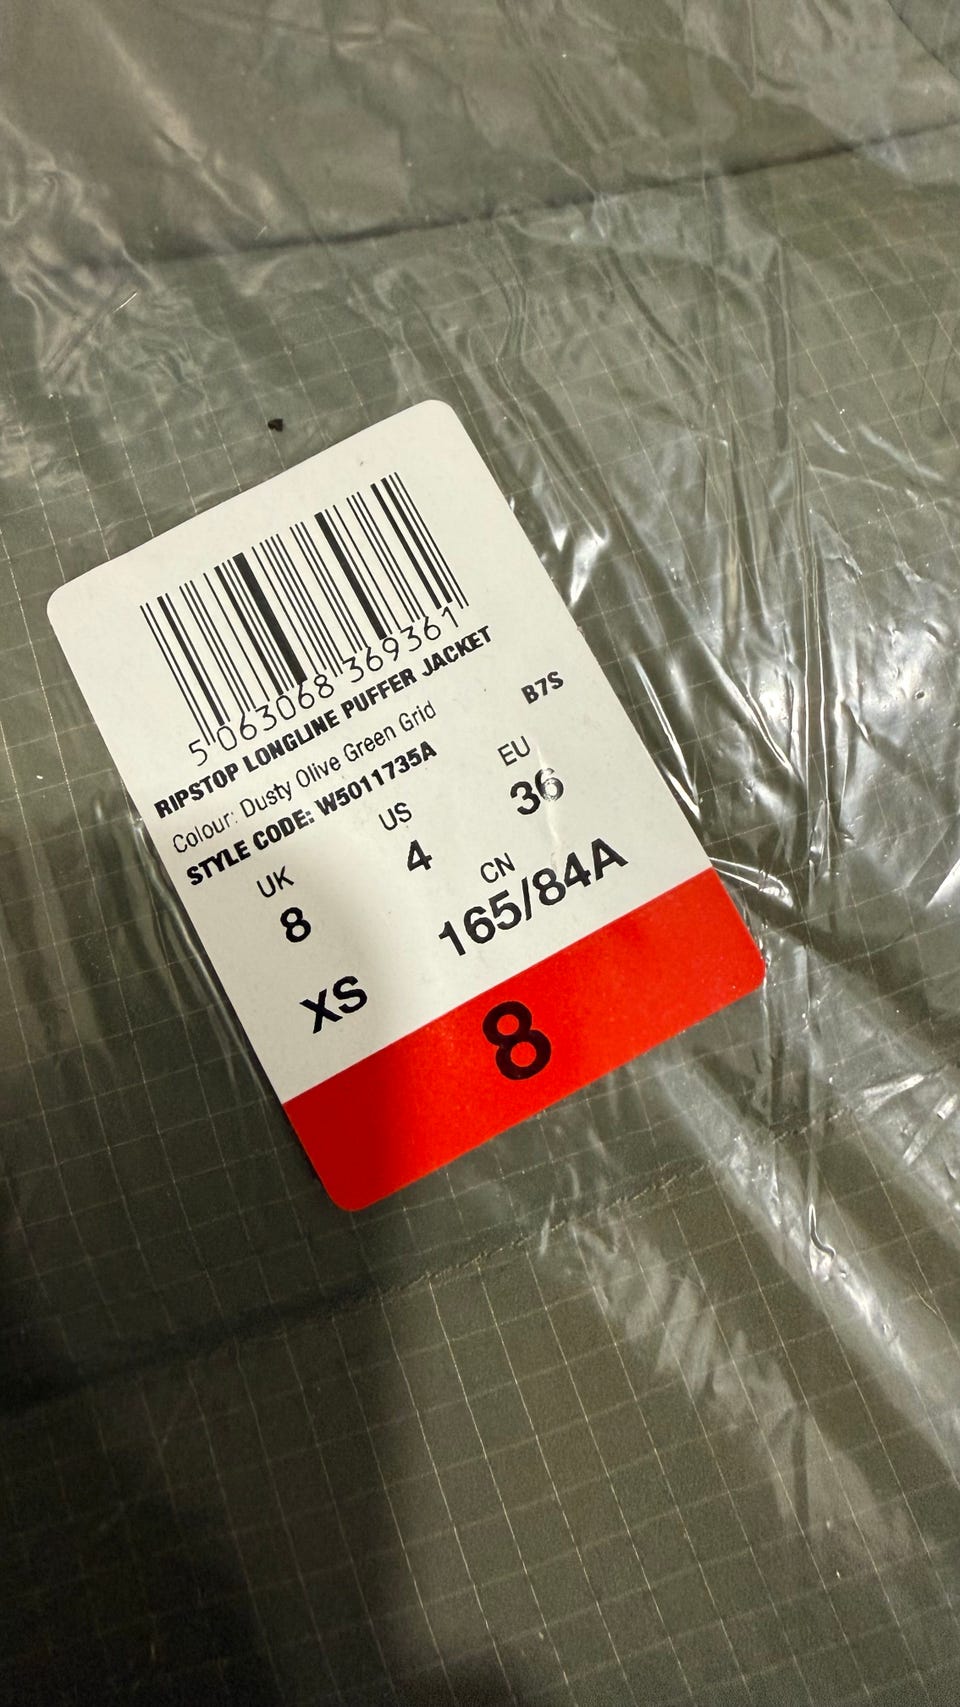 5 063068 369361
RIPSTOP LONGLINE PUFFER JACKET
Colour: Dusty Olive Green Grid B7S
STYLE CODE: W5011735A
UK US EU
8 4 36
XS CN 165/84A
8